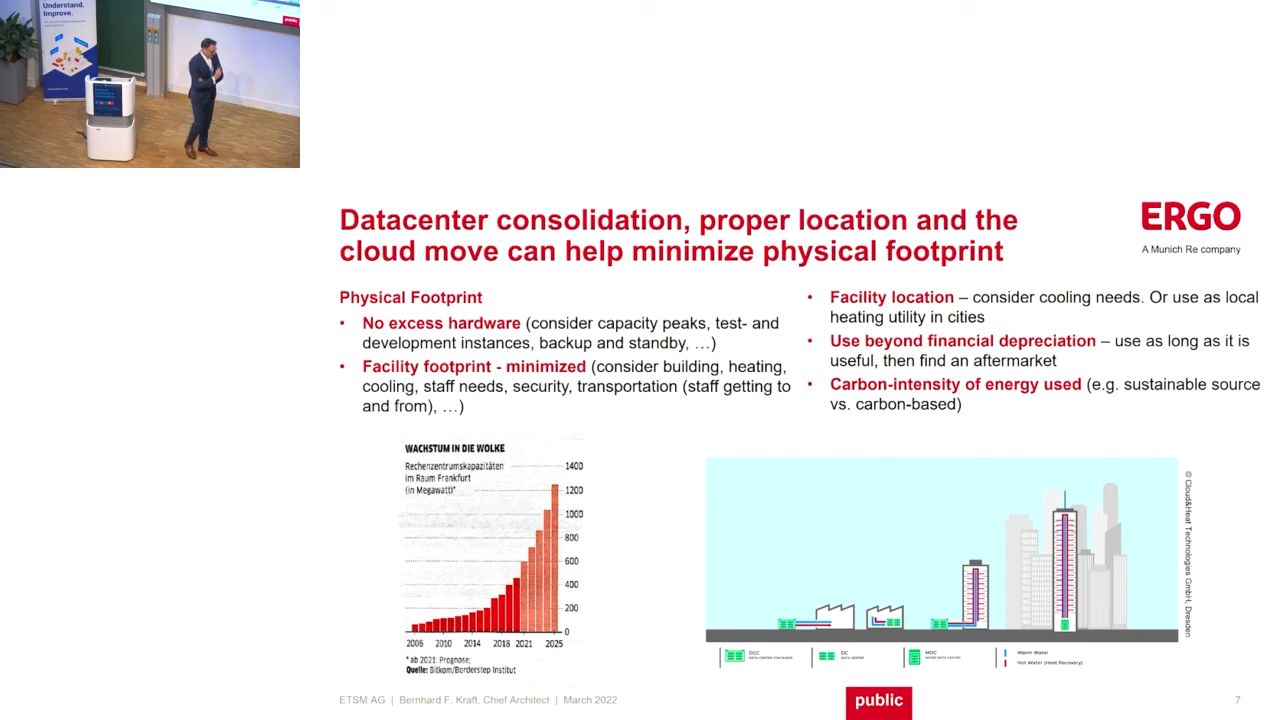 Understand.
Improve.
public
Datacenter consolidation, proper location and the
cloud move can help minimize physical footprint
ERGO
A Munich Re company
Physical Footprint
• No excess hardware (consider capacity peaks, test- and
development instances, backup and standby, …)
• Facility footprint - minimized (consider building, heating,
cooling, staff needs, security, transportation (staff getting to
and from), …)
• Facility location – consider cooling needs. Or use as local
heating utility in cities
• Use beyond financial depreciation – use as long as it is
useful, then find an aftermarket
• Carbon-intensity of energy used (e.g. sustainable source
vs. carbon-based)
WACHSTUM IN DIE WOLKE
Rechenzentrumskapazitäten
im Raum Frankfurt
(in Megawatt)*
1400
1200
1000
800
600
400
200
0
2006 2010 2014 2018 2021 2025
* ab 2021: Prognose;
Quelle: Bitkom/Borderstep Institut
© Cloud&Heat Technologies GmbH, Dresden
DCC
DATA CENTER CONTAINER
DC
DATA CENTER
MDC
MICRO DATA CENTER
Warm Water
Hot Water (Heat Recovery)
ETSM AG | Bernhard F. Kraft, Chief Architect | March 2022
public
7